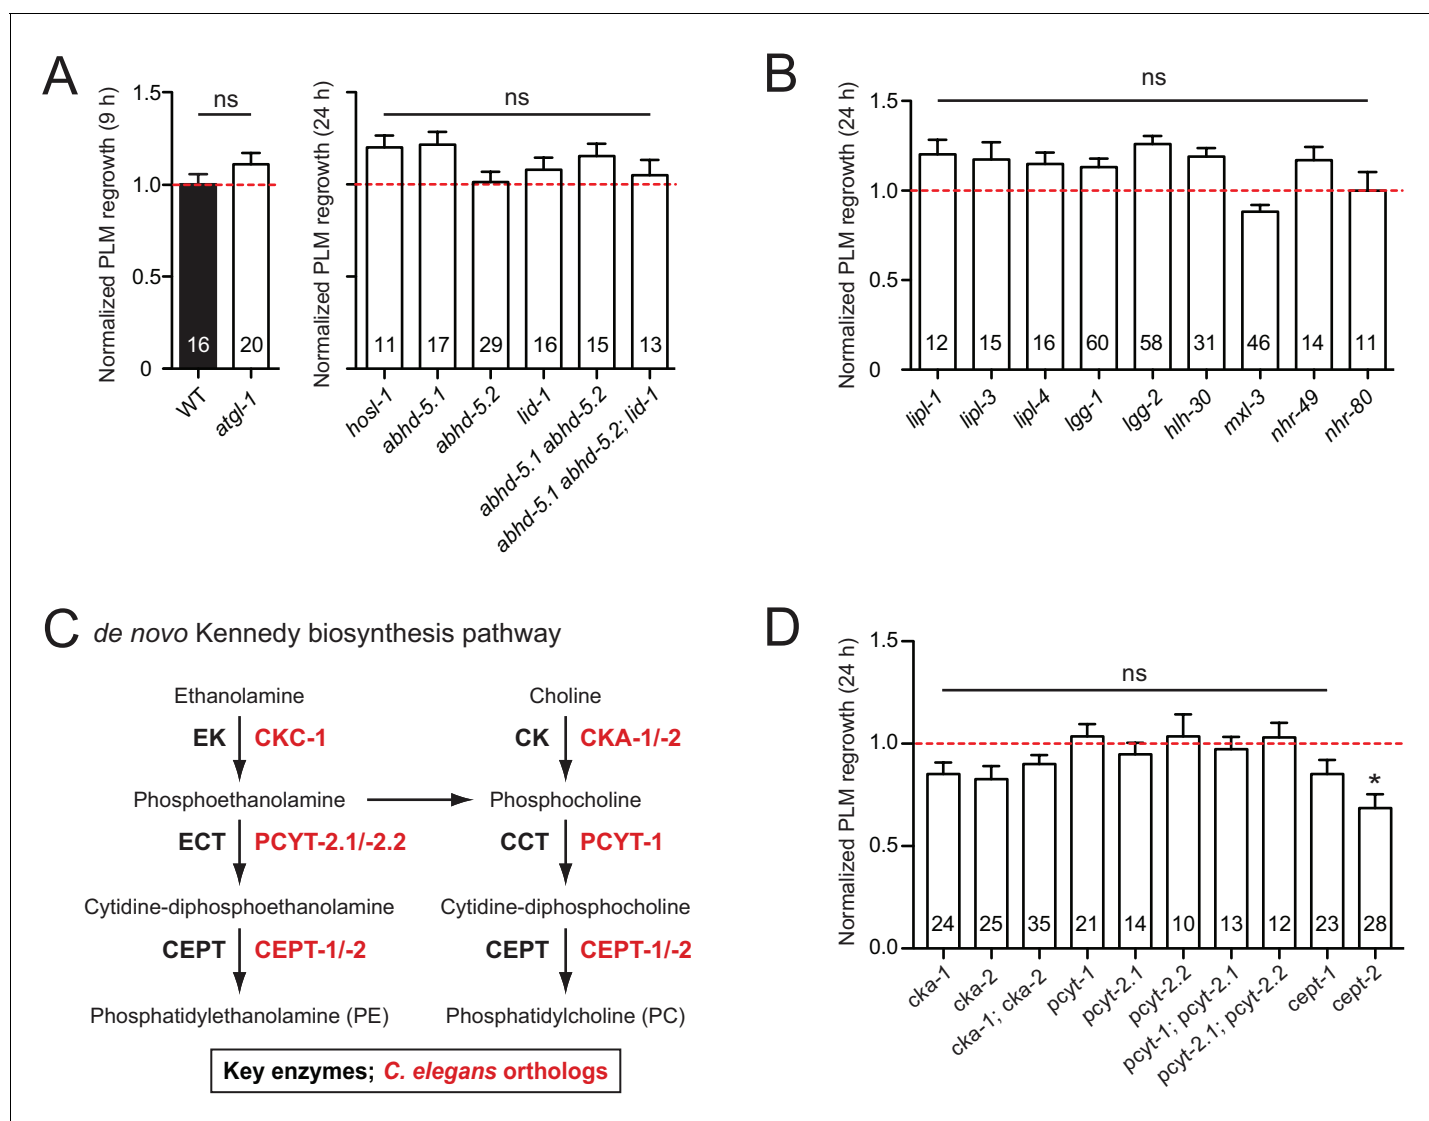 A
Normalized PLM regrowth (9 h)
1.5
1.0
0.5
0
ns
16
20
WT
atgl-1
Normalized PLM regrowth (24 h)
ns
11
17
29
16
15
13
hosl-1
abhd-5.1
abhd-5.2
lid-1
abhd-5.1 abhd-5.2
abhd-5.1 abhd-5.2; lid-1
B
Normalized PLM regrowth (24 h)
1.5
1.0
0.5
0
ns
12
15
16
60
58
31
46
14
11
lipl-1
lipl-3
lipl-4
lgg-1
lgg-2
hlh-30
mxl-3
nhr-49
nhr-80
C de novo Kennedy biosynthesis pathway
Ethanolamine
EK CKC-1
Phosphoethanolamine
ECT PCYT-2.1/-2.2
Cytidine-diphosphoethanolamine
CEPT CEPT-1/-2
Phosphatidylethanolamine (PE)
Choline
CK CKA-1/-2
Phosphocholine
CCT PCYT-1
Cytidine-diphosphocholine
CEPT CEPT-1/-2
Phosphatidylcholine (PC)
Key enzymes; C. elegans orthologs
D
Normalized PLM regrowth (24 h)
1.5
1.0
0.5
0.0
ns
*
24
25
35
21
14
10
13
12
23
28
cka-1
cka-2
cka-1; cka-2
pcyt-1
pcyt-2.1
pcyt-2.2
pcyt-1; pcyt-2.1
pcyt-2.1; pcyt-2.2
cept-1
cept-2